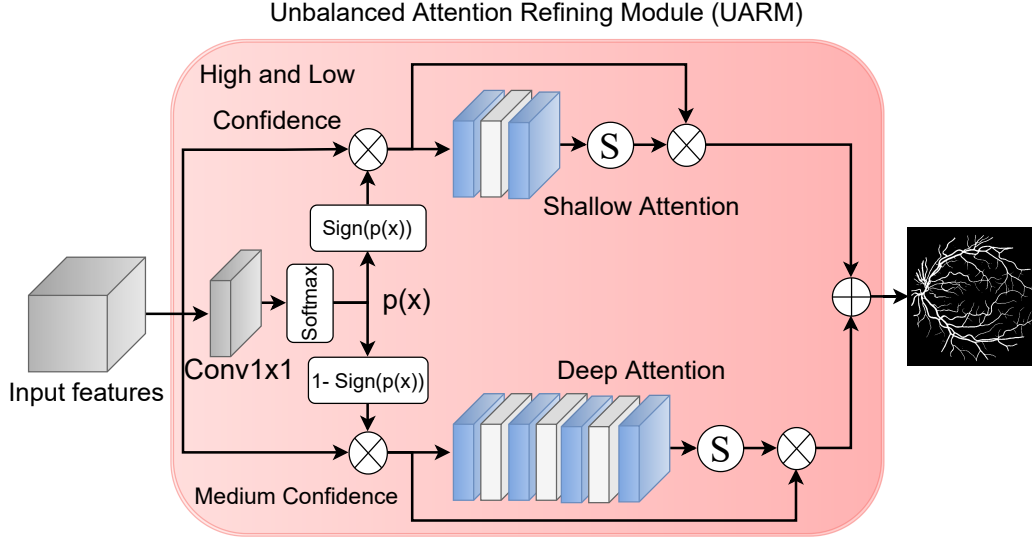 Unbalanced Attention Refining Module (UARM)
High and Low
Confidence
S
Shallow Attention
Sign(p(x))
Softmax
p(x)
Conv1x1
Input features
1- Sign(p(x))
Deep Attention
S
Medium Confidence